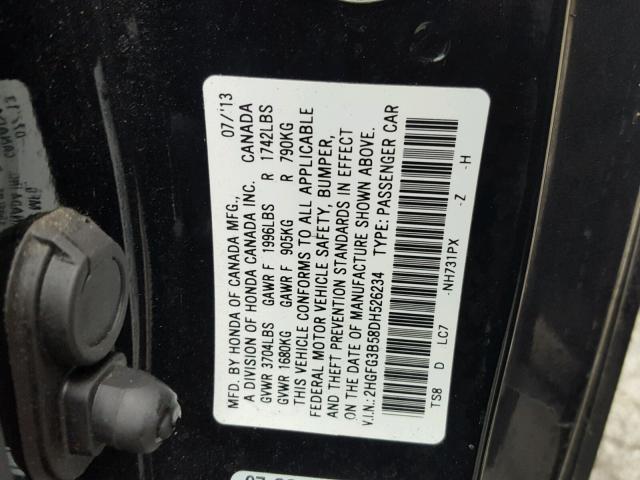 MFD. BY HONDA OF CANADA MFG., 07/'13
A DIVISION OF HONDA CANADA INC. CANADA
GVWR 3704LBS GAWR F 1996LBS R 1742LBS
GVWR 1680KG GAWR F 905KG R 790KG
THIS VEHICLE CONFORMS TO ALL APPLICABLE
FEDERAL MOTOR VEHICLE SAFETY, BUMPER,
AND THEFT PREVENTION STANDARDS IN EFFECT
ON THE DATE OF MANUFACTURE SHOWN ABOVE.
V.I.N.: 2HGFG3B58DH526234 TYPE: PASSENGER CAR
TS8 D LC7 -NH731PX -Z -H